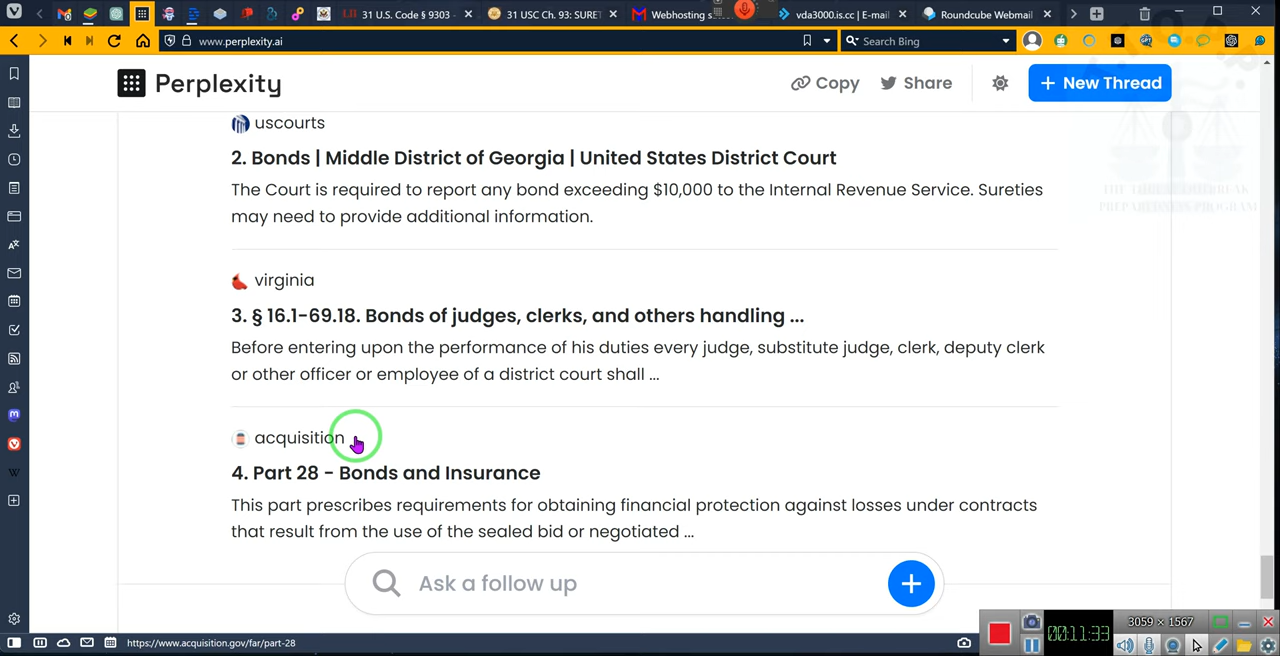 31 U.S. Code § 9303 -
31 USC Ch. 93: SURET
Webhosting s
vda3000.is.cc | E-mail
Roundcube Webmail
www.perplexity.ai
Search Bing
Perplexity
Copy
Share
+ New Thread
THE THIRTY OUTBREAK
PREPAREDNESS PROGRAM
uscourts
2. Bonds | Middle District of Georgia | United States District Court
The Court is required to report any bond exceeding $10,000 to the Internal Revenue Service. Sureties
may need to provide additional information.
virginia
3. § 16.1-69.18. Bonds of judges, clerks, and others handling ...
Before entering upon the performance of his duties every judge, substitute judge, clerk, deputy clerk
or other officer or employee of a district court shall ...
acquisition
4. Part 28 - Bonds and Insurance
This part prescribes requirements for obtaining financial protection against losses under contracts
that result from the use of the sealed bid or negotiated ...
Ask a follow up
https://www.acquisition.gov/far/part-28
3059 × 1567
00:11:33